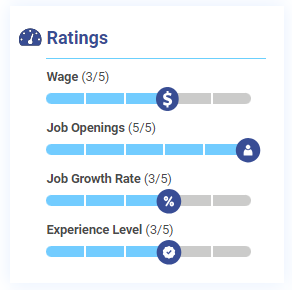 Ratings
Wage (3/5)
$
Job Openings (5/5)
Job Growth Rate (3/5)
%
Experience Level (3/5)